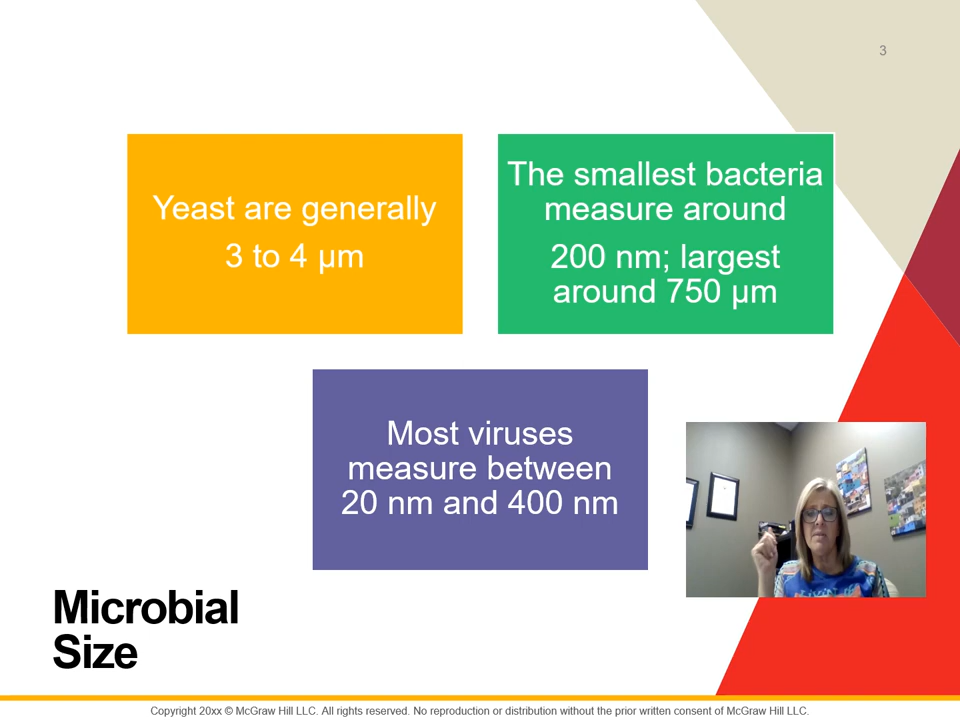 3
Yeast are generally
3 to 4 μm
The smallest bacteria
measure around
200 nm; largest
around 750 μm
Most viruses
measure between
20 nm and 400 nm
Microbial
Size
Copyright 20xx © McGraw Hill LLC. All rights reserved. No reproduction or distribution without the prior written consent of McGraw Hill LLC.